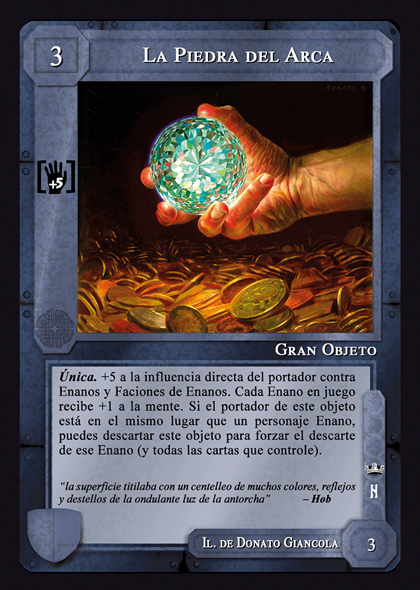 3
LA PIEDRA DEL ARCA
DONATO
+5
GRAN OBJETO
Única. +5 a la influencia directa del portador contra
Enanos y Faciones de Enanos. Cada Enano en juego
recibe +1 a la mente. Si el portador de este objeto
está en el mismo lugar que un personaje Enano,
puedes descartar este objeto para forzar el descarte
de ese Enano (y todas las cartas que controle).
“la superficie titilaba con un centelleo de muchos colores, reflejos
y destellos de la ondulante luz de la antorcha” – Hob
IL. DE DONATO GIANCOLA
3